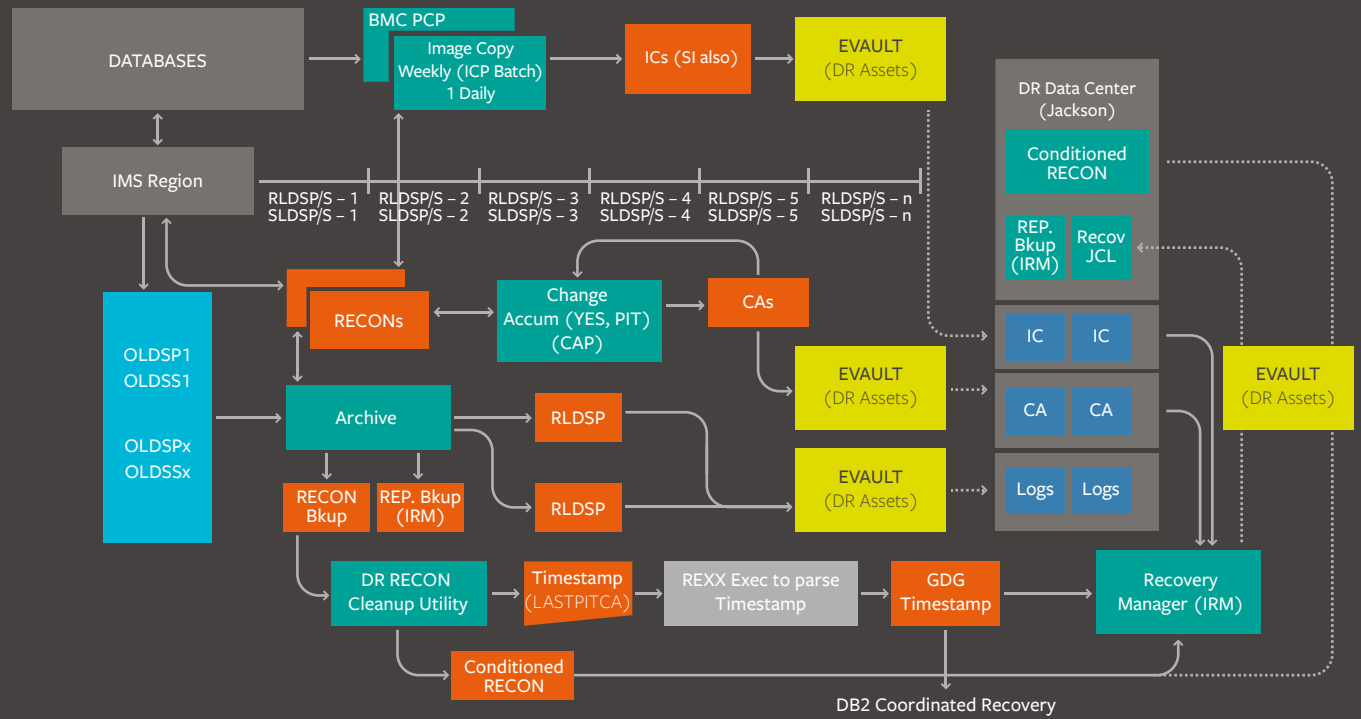 BMC PCP
DATABASES
Image Copy
Weekly (ICP Batch)
1 Daily
ICs (SI also)
EVAULT
(DR Assets)
DR Data Center
(Jackson)
Conditioned
RECON
REP.
Bkup
(IRM)
Recov
JCL
IMS Region
RLDSP/S – 1
SLDSP/S – 1
RLDSP/S – 2
SLDSP/S – 2
RLDSP/S – 3
SLDSP/S – 3
RLDSP/S – 4
SLDSP/S – 4
RLDSP/S – 5
SLDSP/S – 5
RLDSP/S – n
SLDSP/S – n
RECONs
Change
Accum (YES, PIT)
(CAP)
CAs
IC
IC
OLDSP1
OLDSS1
OLDSPx
OLDSSx
EVAULT
(DR Assets)
EVAULT
(DR Assets)
CA
CA
Archive
RLDSP
EVAULT
(DR Assets)
Logs
Logs
RECON
Bkup
REP. Bkup
(IRM)
RLDSP
DR RECON
Cleanup Utility
Timestamp
(LASTPITCA)
REXX Exec to parse
Timestamp
GDG
Timestamp
Recovery
Manager (IRM)
Conditioned
RECON
DB2 Coordinated Recovery